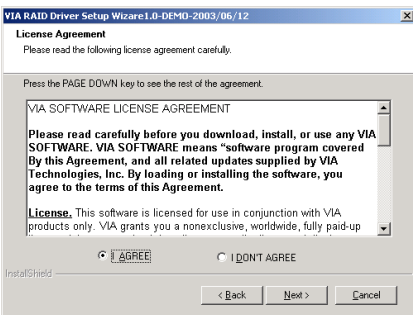 VIA RAID Driver Setup Wizare1.0-DEMO-2003/06/12
License Agreement
Please read the following license agreement carefully.
Press the PAGE DOWN key to see the rest of the agreement.
VIA SOFTWARE LICENSE AGREEMENT
Please read carefully before you download, install, or use any VIA
SOFTWARE. VIA SOFTWARE means “software program covered
By this Agreement, and all related updates supplied by VIA
Technologies, Inc. By loading or installing the software, you
agree to the terms of this Agreement.
License. This software is licensed for use in conjunction with VIA
products only. VIA grants you a nonexclusive, worldwide, fully paid-up
I AGREE
I DON'T AGREE
InstallShield
< Back
Next >
Cancel